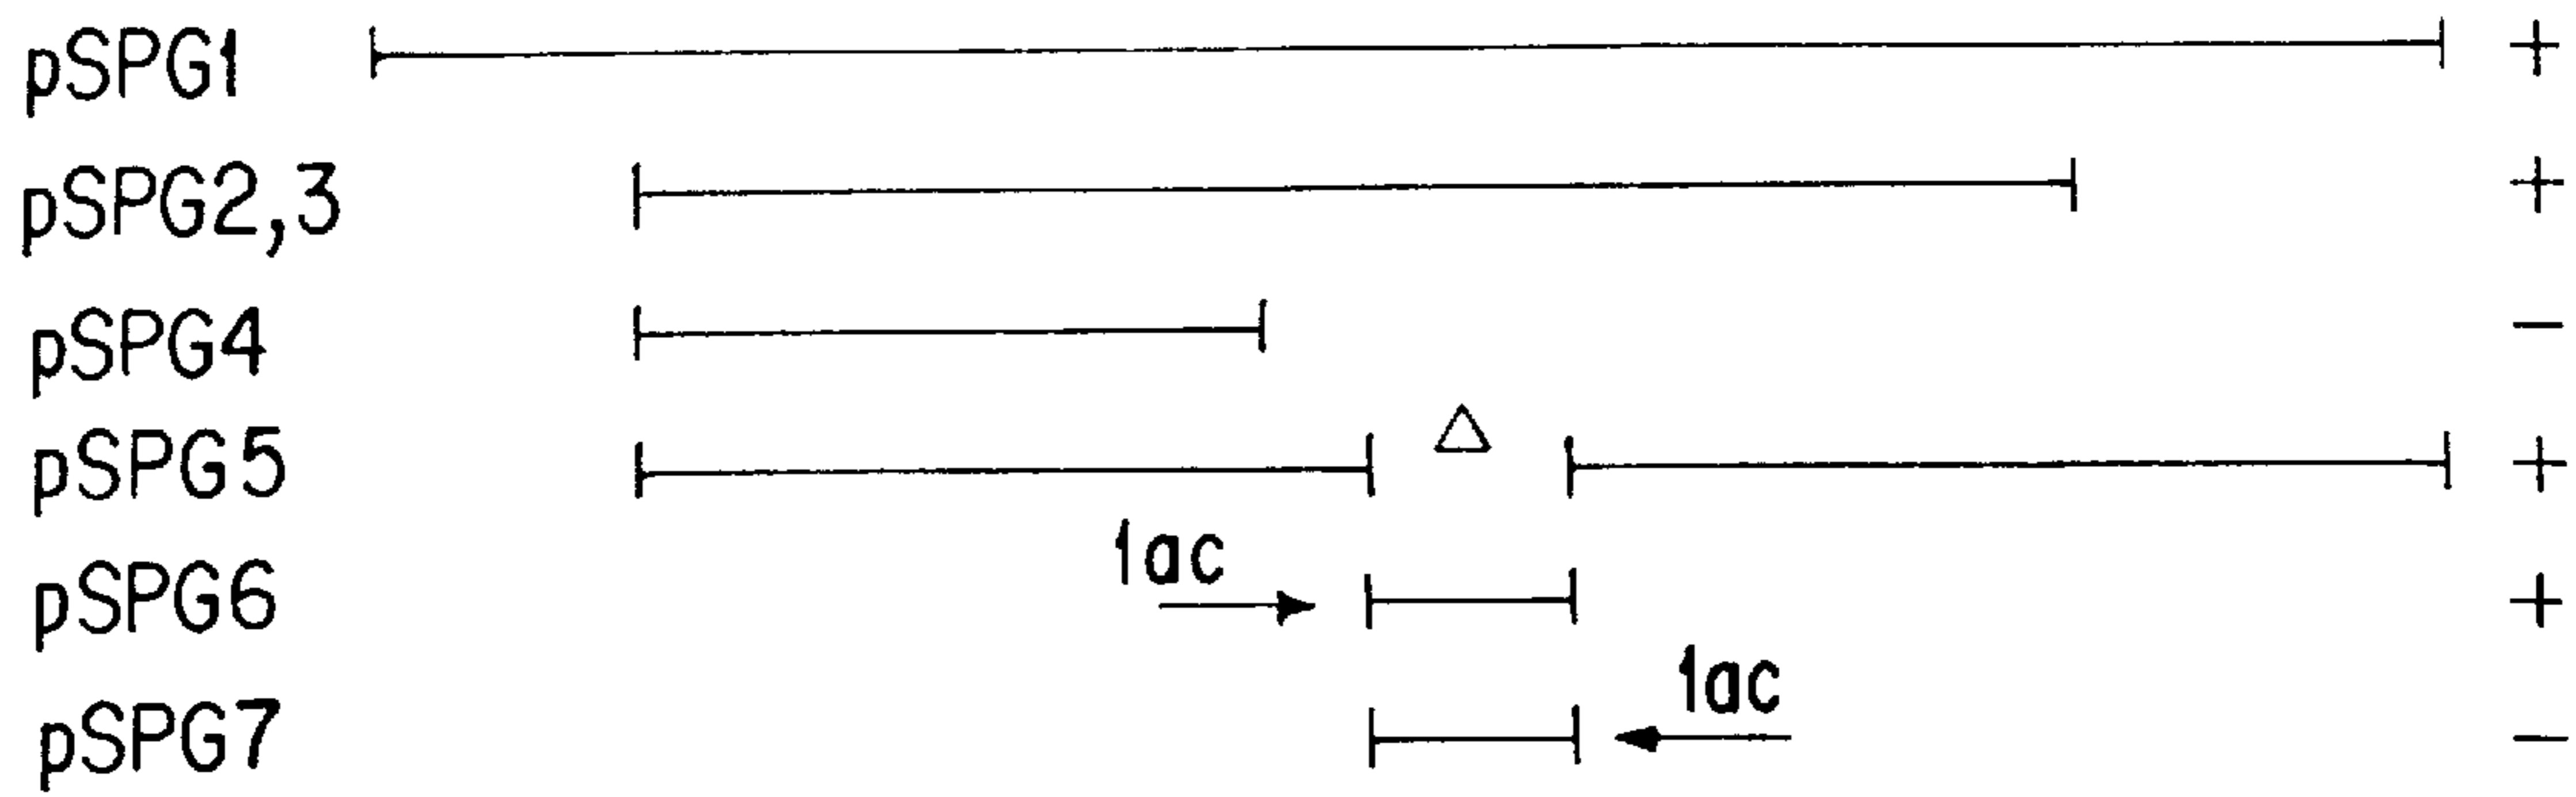 pSPG1 +
pSPG2,3 +
pSPG4 −
△
pSPG5 +
lac
pSPG6 +
lac
pSPG7 −